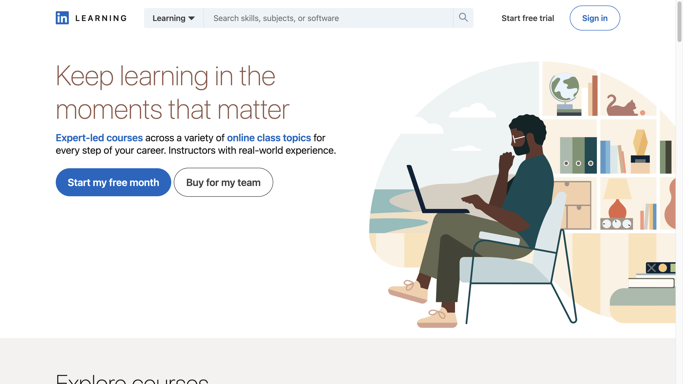 in LEARNING
Learning
Search skills, subjects, or software
Start free trial
Sign in
Keep learning in the
moments that matter
Expert-led courses across a variety of online class topics for
every step of your career. Instructors with real-world experience.
Start my free month
Buy for my team
Explore courses